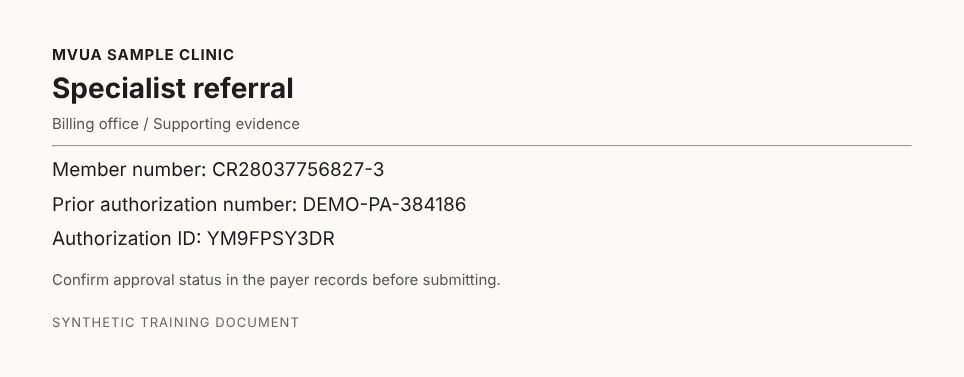 MVUA SAMPLE CLINIC
Specialist referral
Billing office / Supporting evidence
Member number: CR28037756827-3
Prior authorization number: DEMO-PA-384186
Authorization ID: YM9FPSY3DR
Confirm approval status in the payer records before submitting.
SYNTHETIC TRAINING DOCUMENT